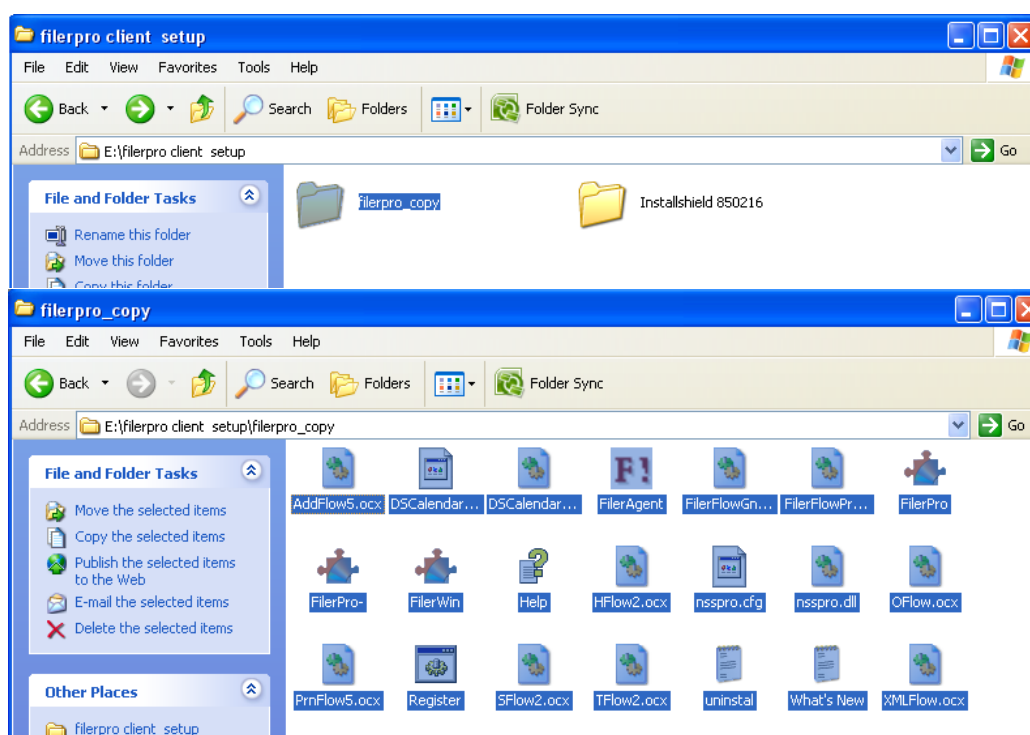 filerpro client setup
File Edit View Favorites Tools Help
Back Search Folders Folder Sync
Address E:\filerpro client setup Go
File and Folder Tasks
filerpro_copy Installshield 850216
Rename this folder
Move this folder
Copy this folder
filerpro_copy
File Edit View Favorites Tools Help
Back Search Folders Folder Sync
Address E:\filerpro client setup\filerpro_copy Go
File and Folder Tasks
AddFlow5.ocx DSCalendar... DSCalendar... FilerAgent FilerFlowGn... FilerFlowPr... FilerPro
Move the selected items
Copy the selected items
Publish the selected items
to the Web
E-mail the selected items
Delete the selected items
FilerPro- FilerWin Help HFlow2.ocx nsspro.cfg nsspro.dll OFlow.ocx
PrnFlow5.ocx Register SFlow2.ocx TFlow2.ocx uninstal What's New XMLFlow.ocx
Other Places
filerpro client setup